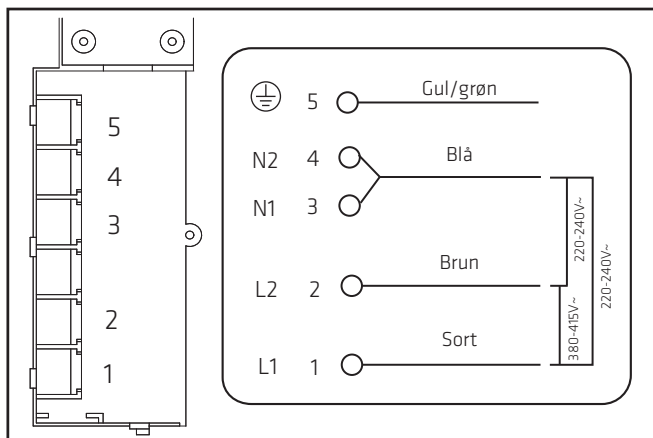 5
4
3
2
1
5 Gul/grøn
N2 4 Blå
N1 3
L2 2 Brun
L1 1 Sort
220-240V~
380-415V~
220-240V~